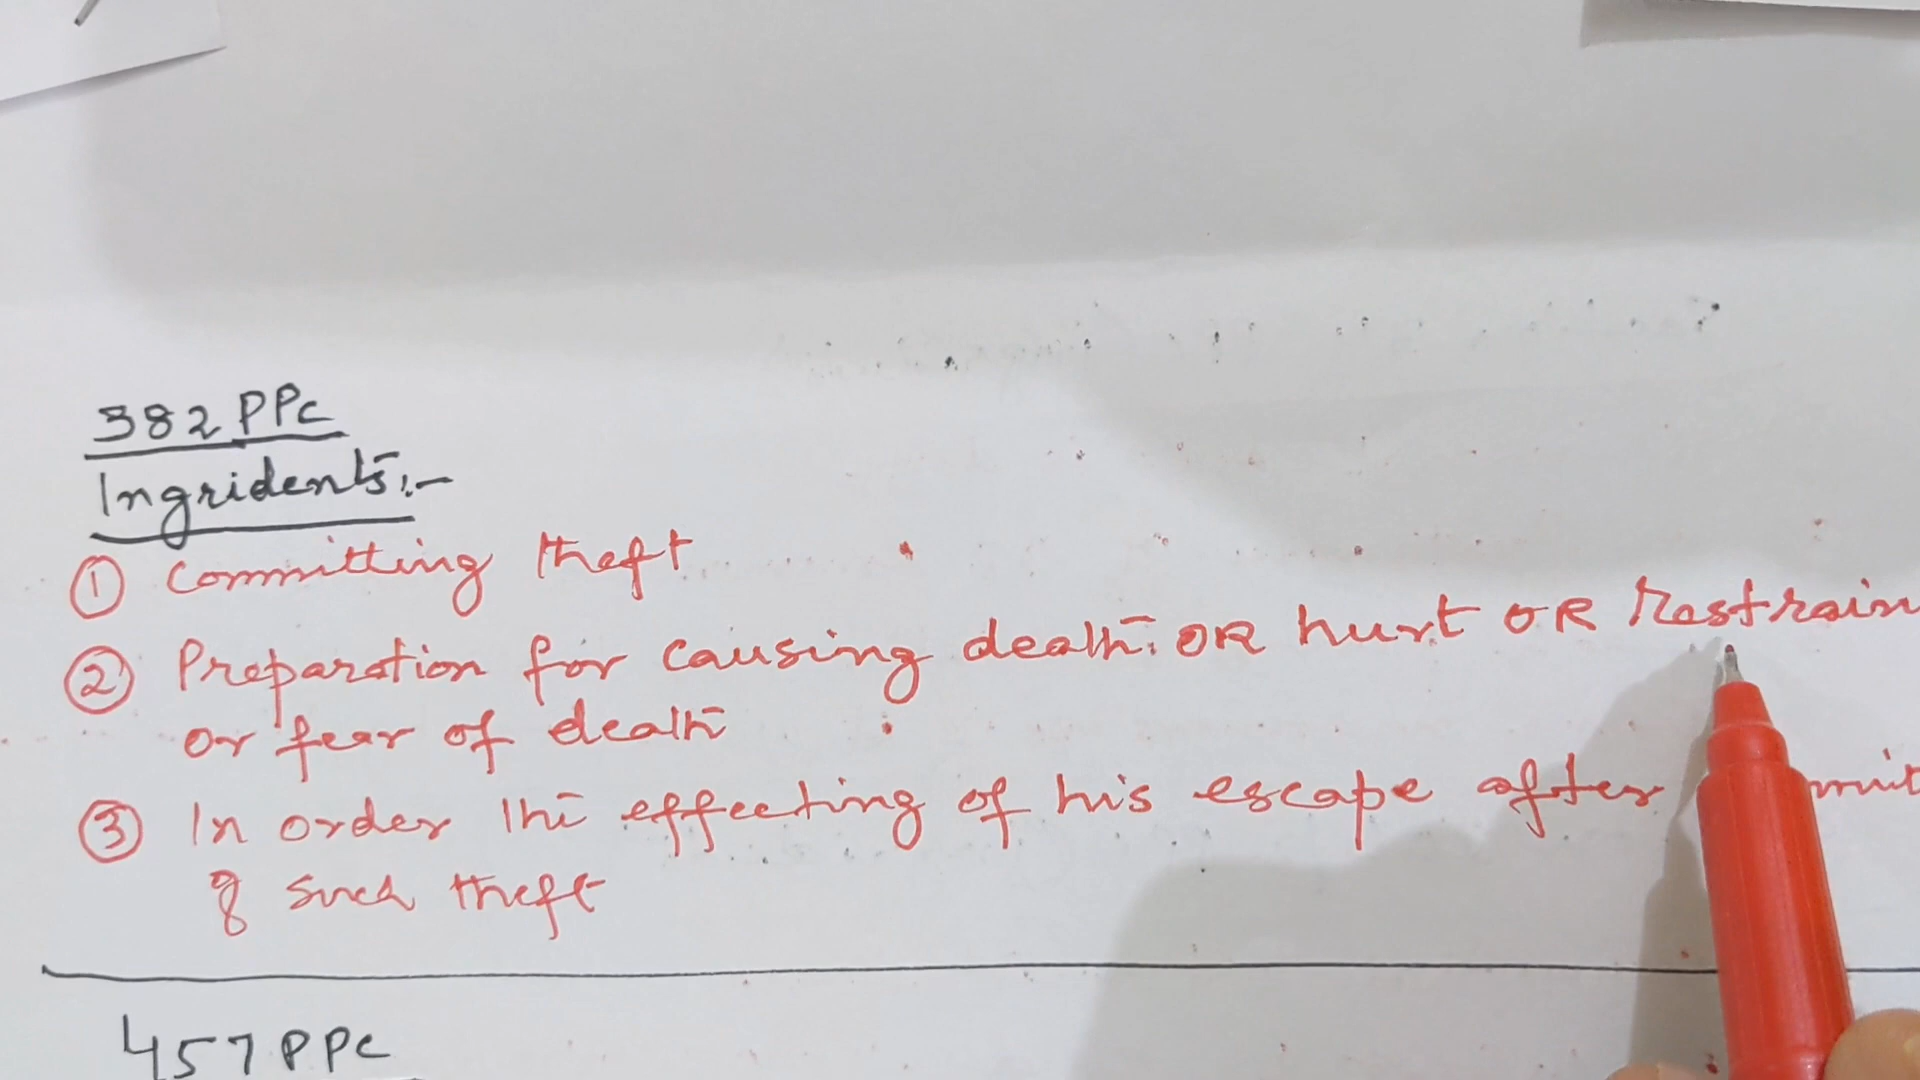 382 PPC
Ingridents:-
① Committing theft
② Preparation for causing death OR hurt OR restrain
or fear of death
③ In order the effecting of his escape after
of such theft
457 PPC